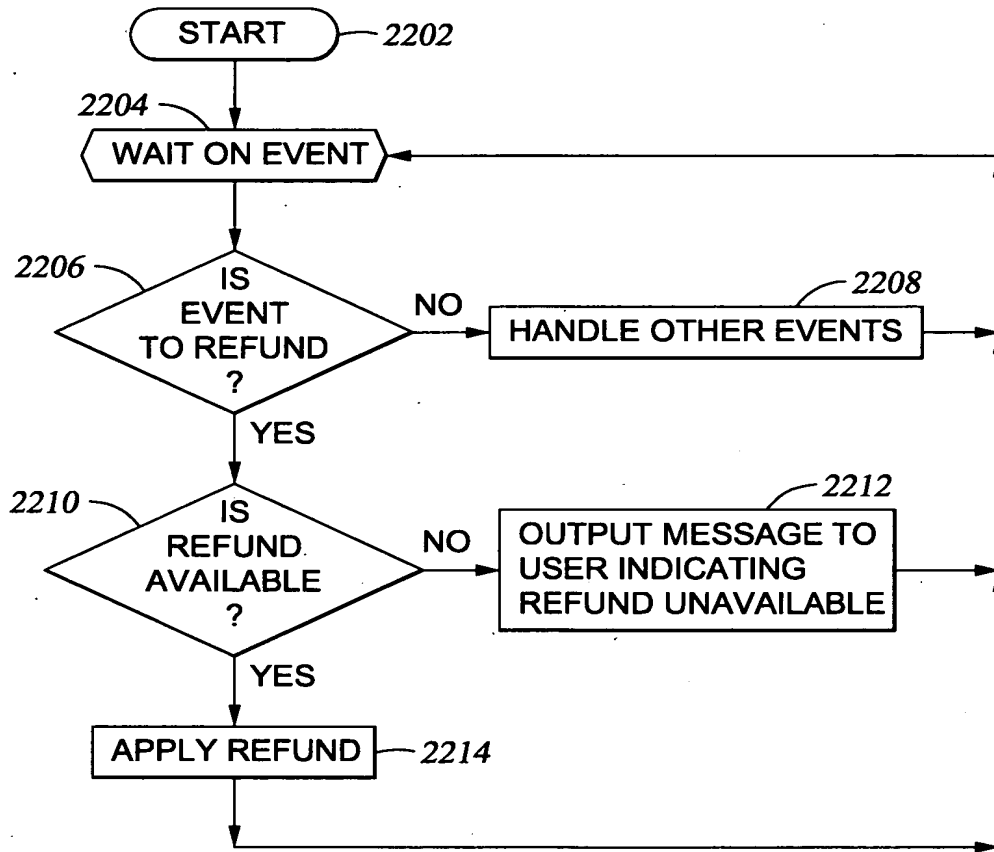 START
2202
2204
WAIT ON EVENT
2206
IS
EVENT
TO REFUND
?
NO
2208
HANDLE OTHER EVENTS
YES
2210
IS
REFUND
AVAILABLE
?
NO
2212
OUTPUT MESSAGE TO
USER INDICATING
REFUND UNAVAILABLE
YES
APPLY REFUND
2214